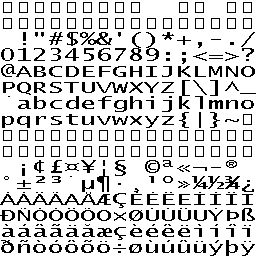 !"#$%&'()*+,-./
0123456789:;<=>?
@ABCDEFGHIJKLMNO
PQRSTUVWXYZ[\]^_
`abcdefghijklmno
pqrstuvwxyz{|}~
¡¢£¤¥¦§¨©ª«¬-®¯
°±²³´µ¶·¸¹º»¼½¾¿
ÀÁÂÃÄÅÆÇÈÉÊËÌÍÎÏ
ÐÑÒÓÔÕÖ×ØÙÚÛÜÝÞß
àáâãäåæçèéêëìíîï
ðñòóôõö÷øùúûüýþÿ